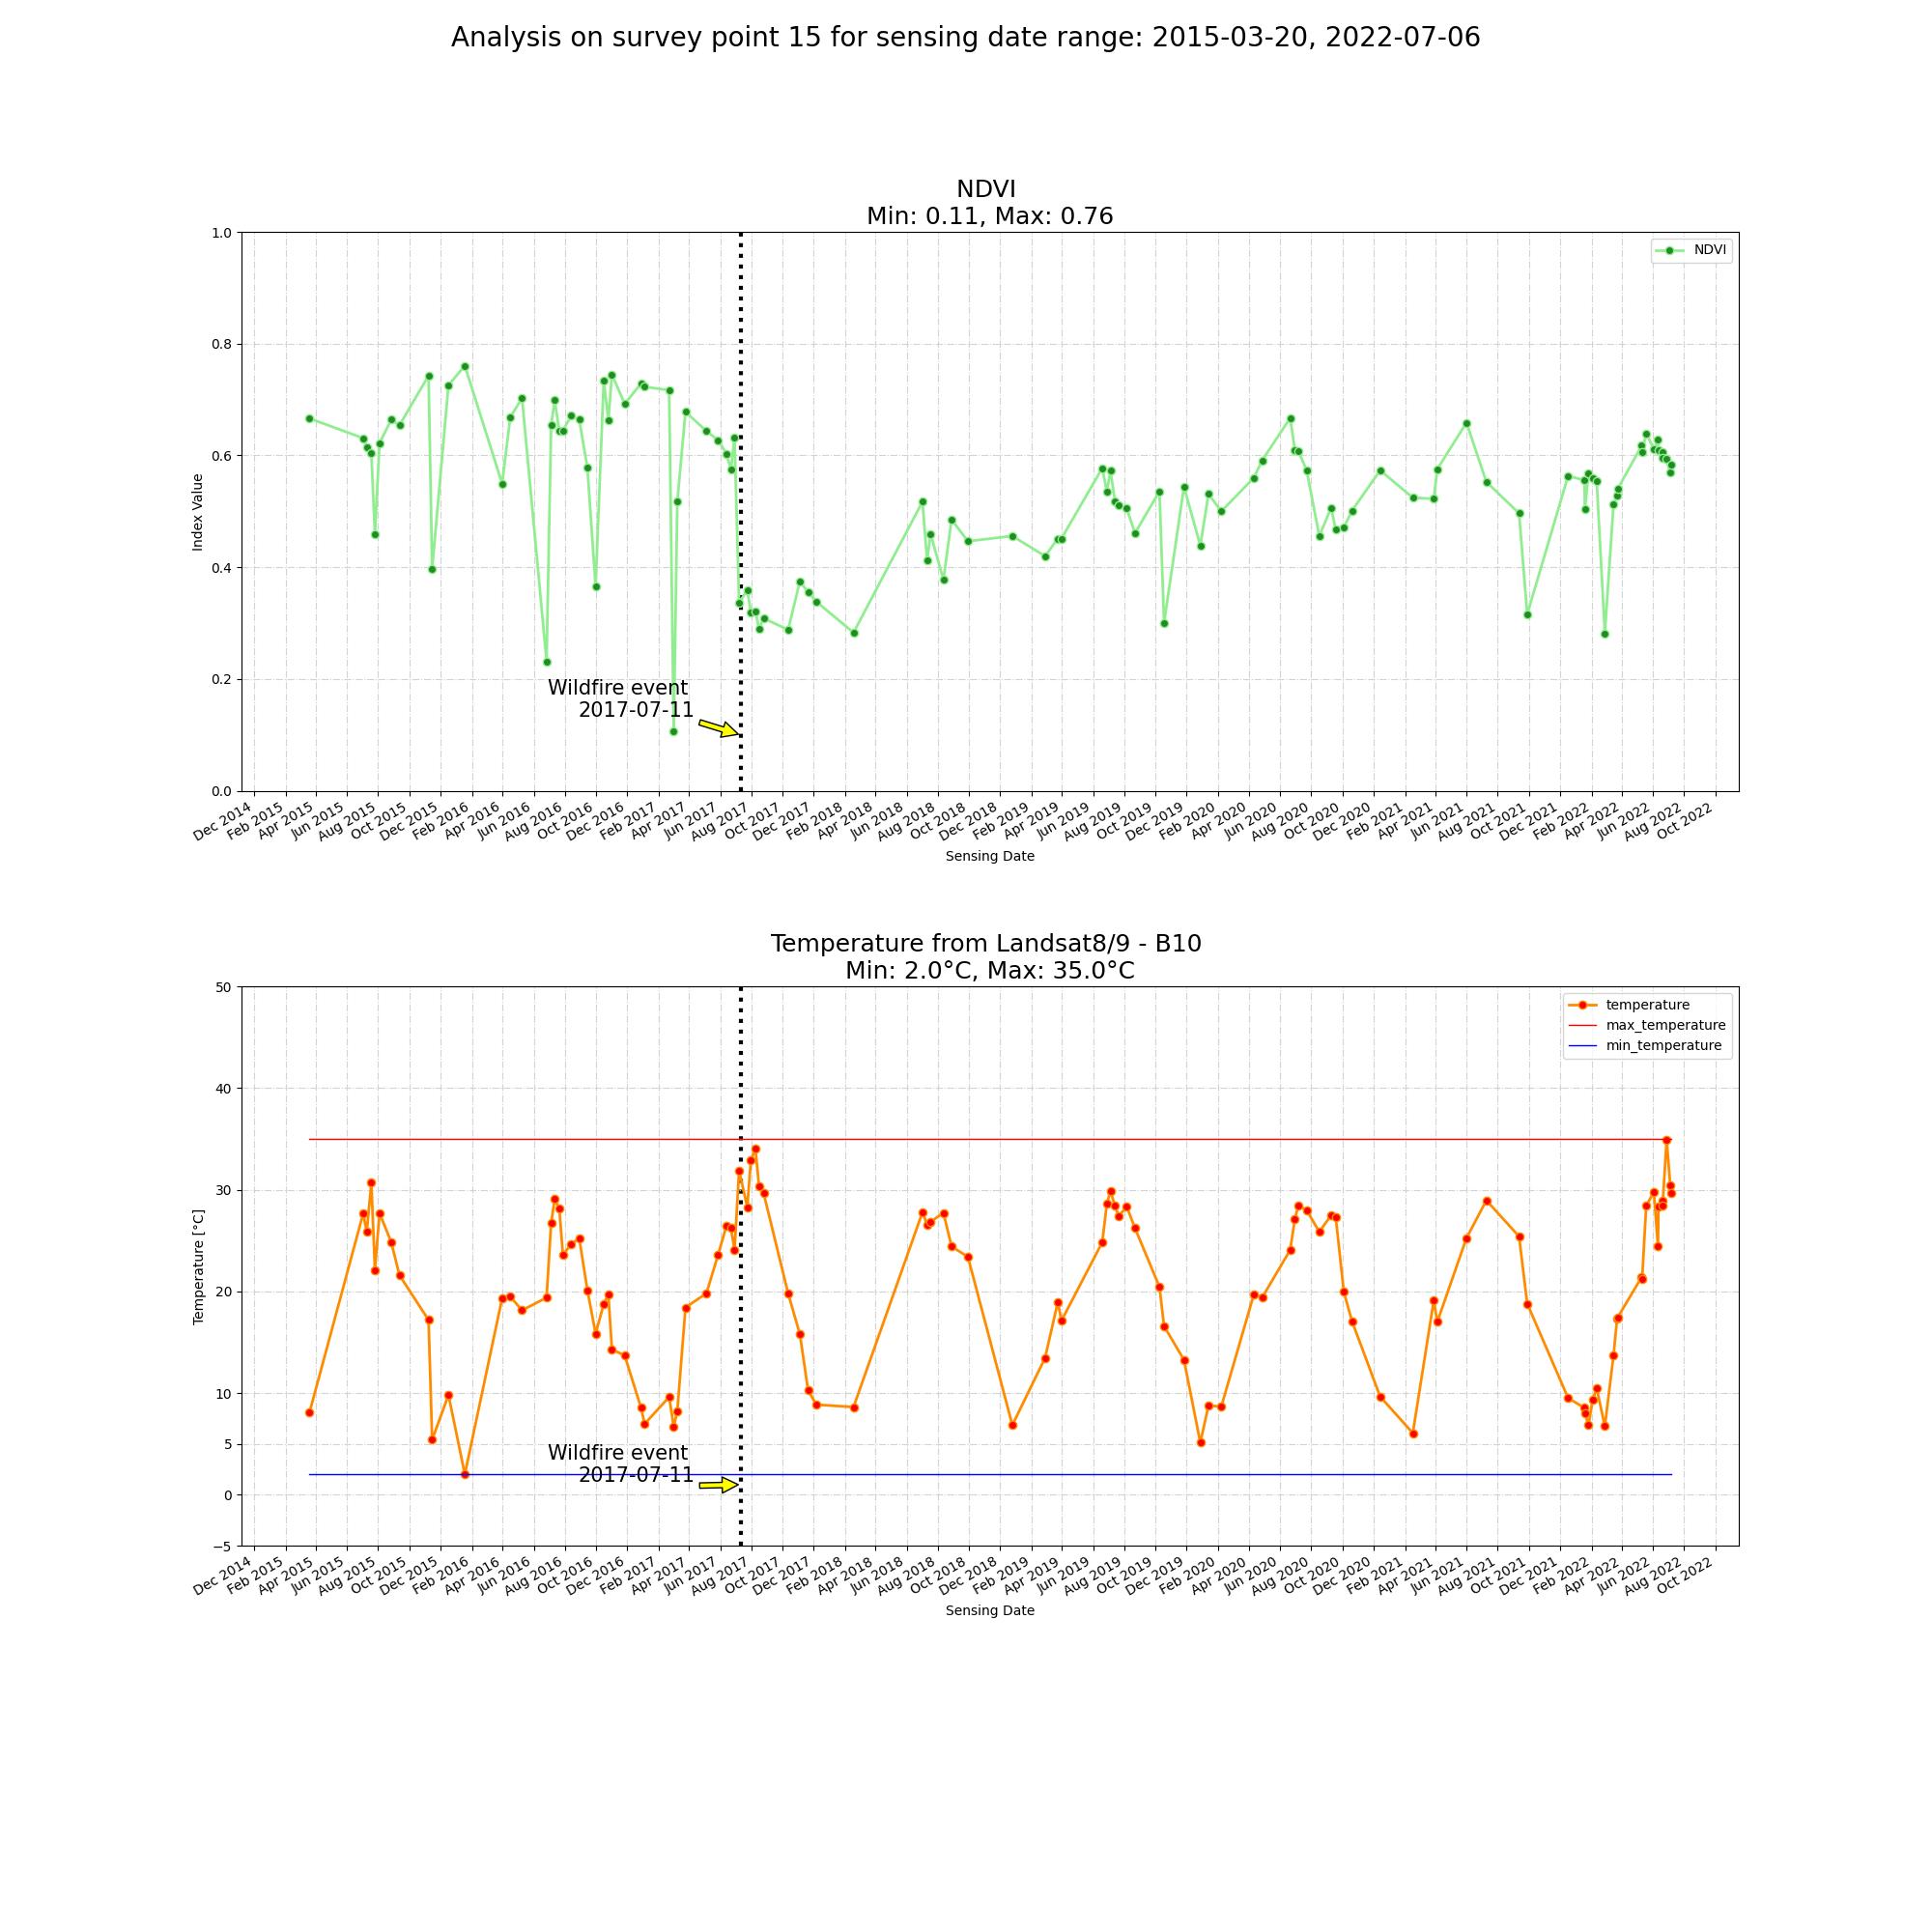 Analysis on survey point 15 for sensing date range: 2015-03-20, 2022-07-06
NDVI
Min: 0.11, Max: 0.76
1.0
0.8
0.6
0.4
0.2
0.0
Index Value
NDVI
Wildfire event
2017-07-11
Dec 2014
Feb 2015
Apr 2015
Jun 2015
Aug 2015
Oct 2015
Dec 2015
Feb 2016
Apr 2016
Jun 2016
Aug 2016
Oct 2016
Dec 2016
Feb 2017
Apr 2017
Jun 2017
Aug 2017
Oct 2017
Dec 2017
Feb 2018
Apr 2018
Jun 2018
Aug 2018
Oct 2018
Dec 2018
Feb 2019
Apr 2019
Jun 2019
Aug 2019
Oct 2019
Dec 2019
Feb 2020
Apr 2020
Jun 2020
Aug 2020
Oct 2020
Dec 2020
Feb 2021
Apr 2021
Jun 2021
Aug 2021
Oct 2021
Dec 2021
Feb 2022
Apr 2022
Jun 2022
Aug 2022
Oct 2022
Sensing Date
Temperature from Landsat8/9 - B10
Min: 2.0°C, Max: 35.0°C
50
40
30
20
10
5
0
−5
Temperature [°C]
temperature
max_temperature
min_temperature
Wildfire event
2017-07-11
Dec 2014
Feb 2015
Apr 2015
Jun 2015
Aug 2015
Oct 2015
Dec 2015
Feb 2016
Apr 2016
Jun 2016
Aug 2016
Oct 2016
Dec 2016
Feb 2017
Apr 2017
Jun 2017
Aug 2017
Oct 2017
Dec 2017
Feb 2018
Apr 2018
Jun 2018
Aug 2018
Oct 2018
Dec 2018
Feb 2019
Apr 2019
Jun 2019
Aug 2019
Oct 2019
Dec 2019
Feb 2020
Apr 2020
Jun 2020
Aug 2020
Oct 2020
Dec 2020
Feb 2021
Apr 2021
Jun 2021
Aug 2021
Oct 2021
Dec 2021
Feb 2022
Apr 2022
Jun 2022
Aug 2022
Oct 2022
Sensing Date